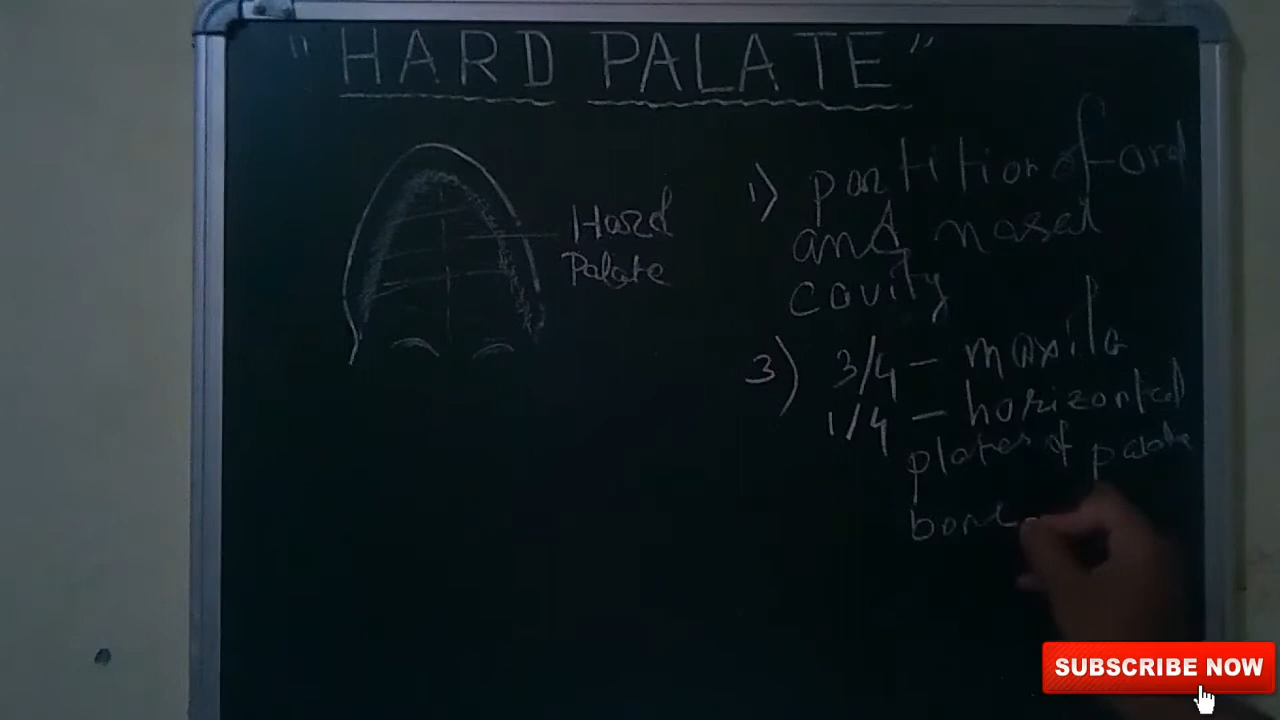 "HARD PALATE"
Hard
Palate
1) partition of oral
and nasal
cavity
3) 3/4 - maxila
1/4 - horizontal
plates of palate
bone
SUBSCRIBE NOW